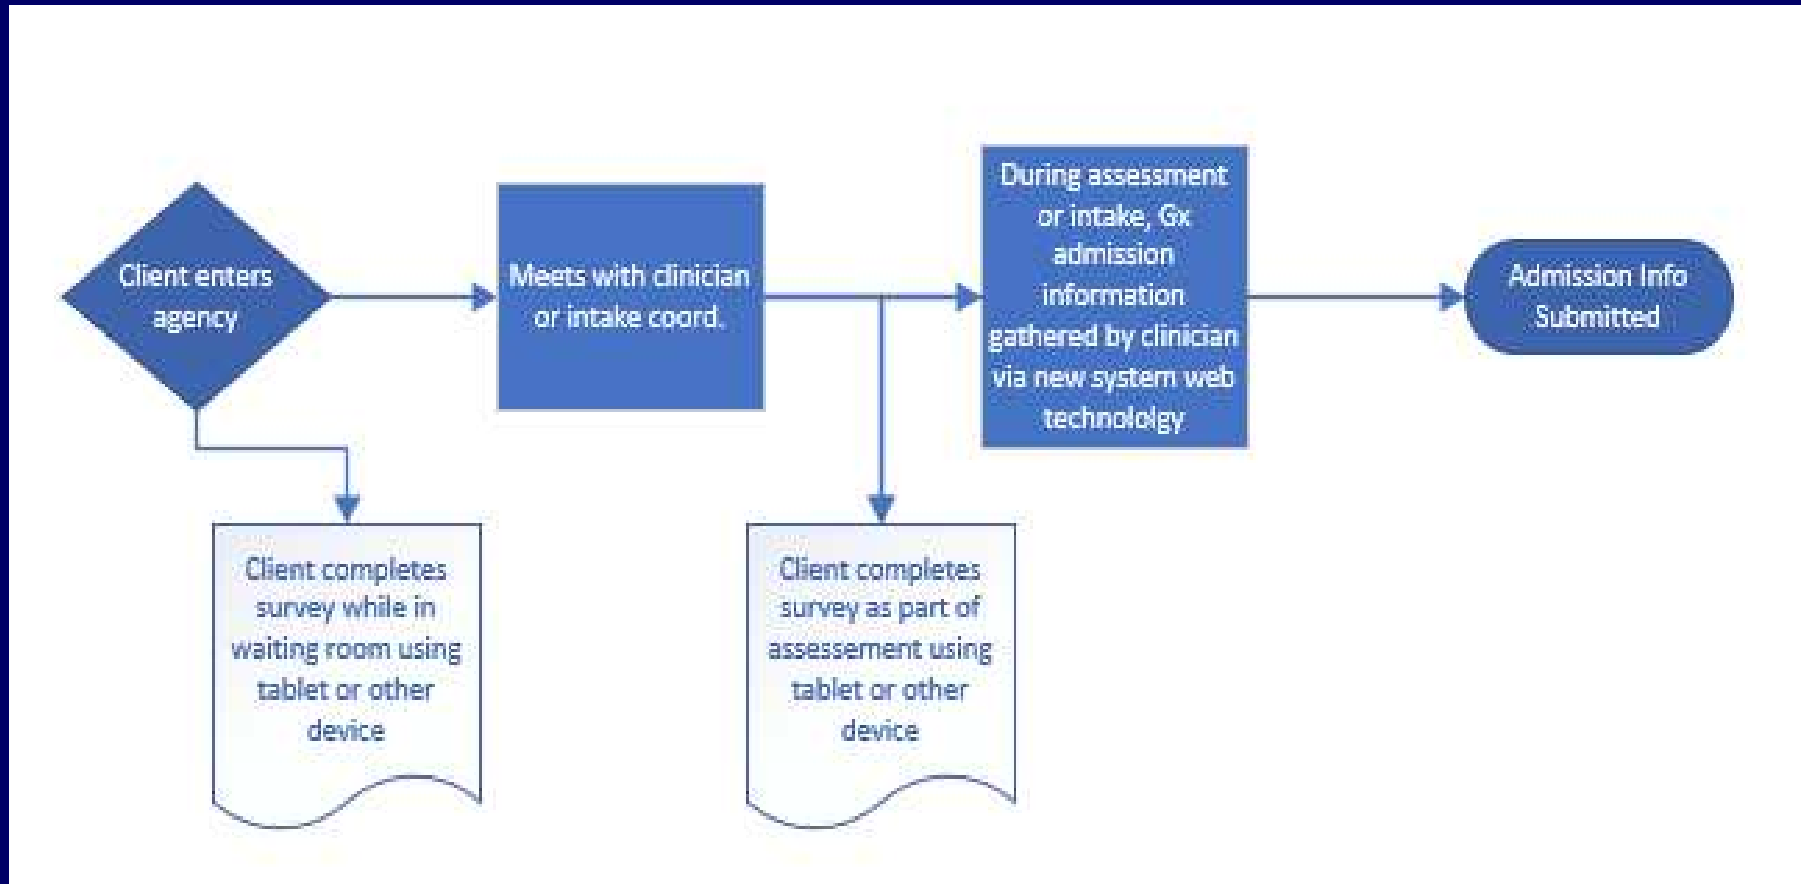 Client enters
agency
Meets with clinician
or intake coord.
During assessment
or intake, Gx
admission
information
gathered by clinician
via new system web
technololgy
Admission Info
Submitted
Client completes
survey while in
waiting room using
tablet or other
device
Client completes
survey as part of
assessement using
tablet or other
device